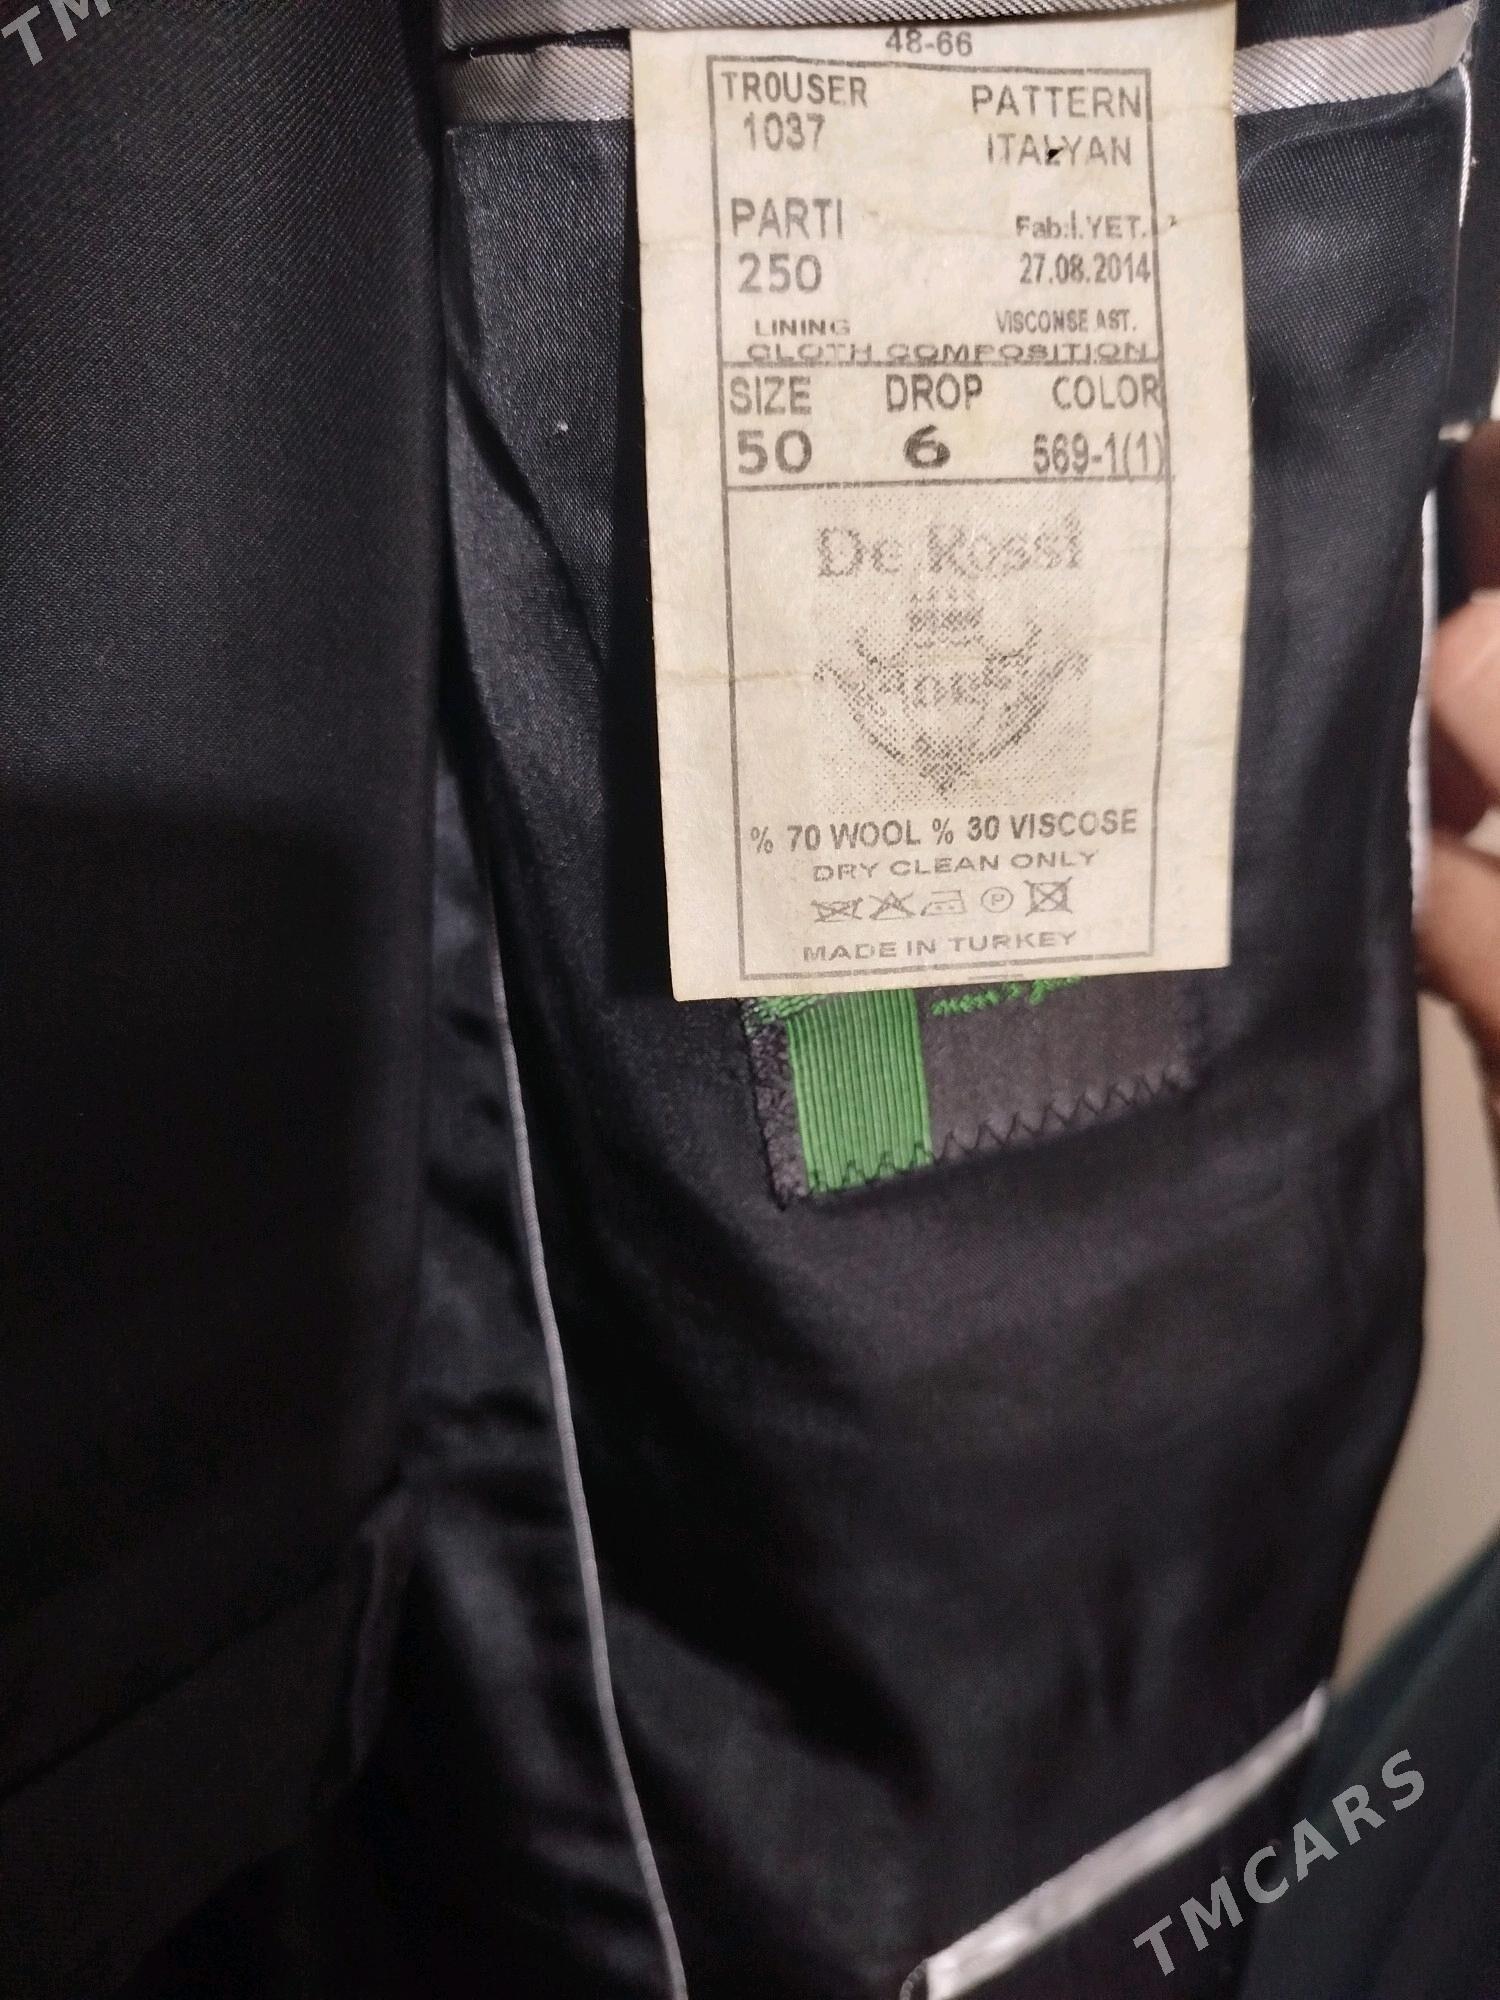 48-66
TROUSER PATTERN
1037 ITALYAN
PARTI Fab:İ.YET.
250 27.08.2014
LINING VISCONSE AST.
CLOTH COMPOSITION
SIZE DROP COLOR
50 6 569-1(1)
De Rossi
% 70 WOOL % 30 VISCOSE
DRY CLEAN ONLY
P
MADE IN TURKEY
men's
TMCARS